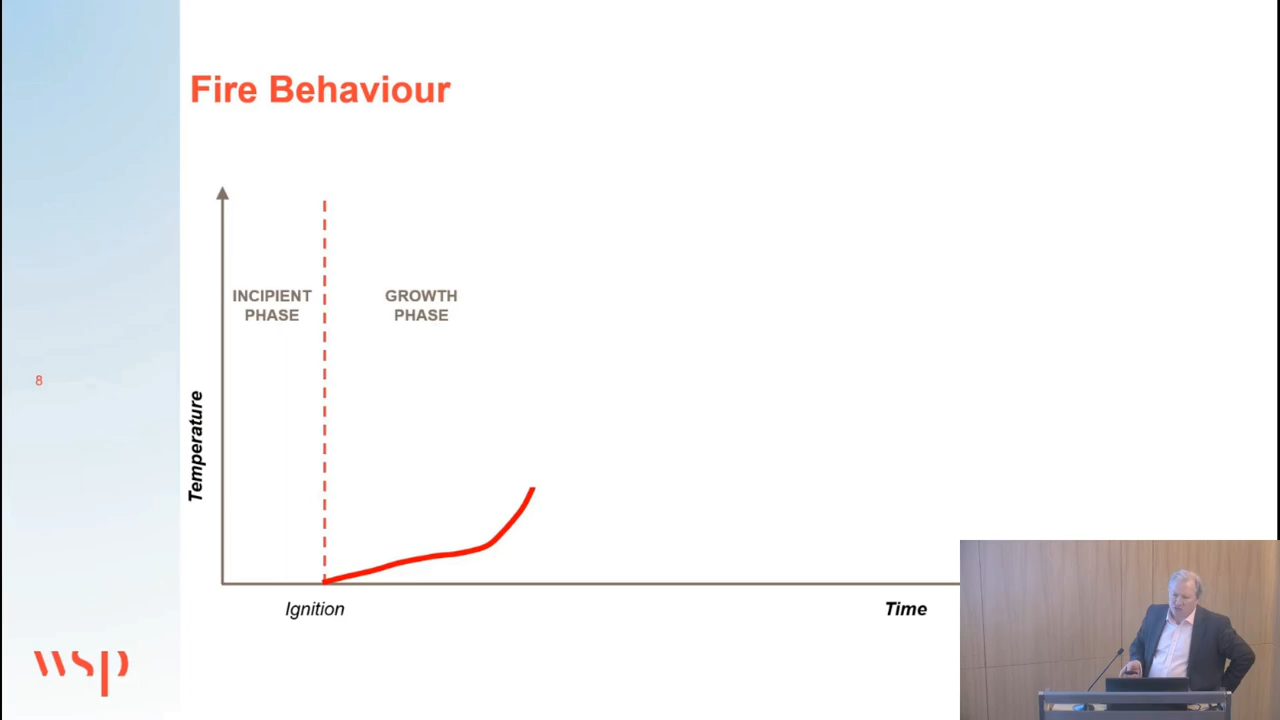 Fire Behaviour
INCIPIENT
PHASE
GROWTH
PHASE
8
Temperature
Ignition
Time
wsp